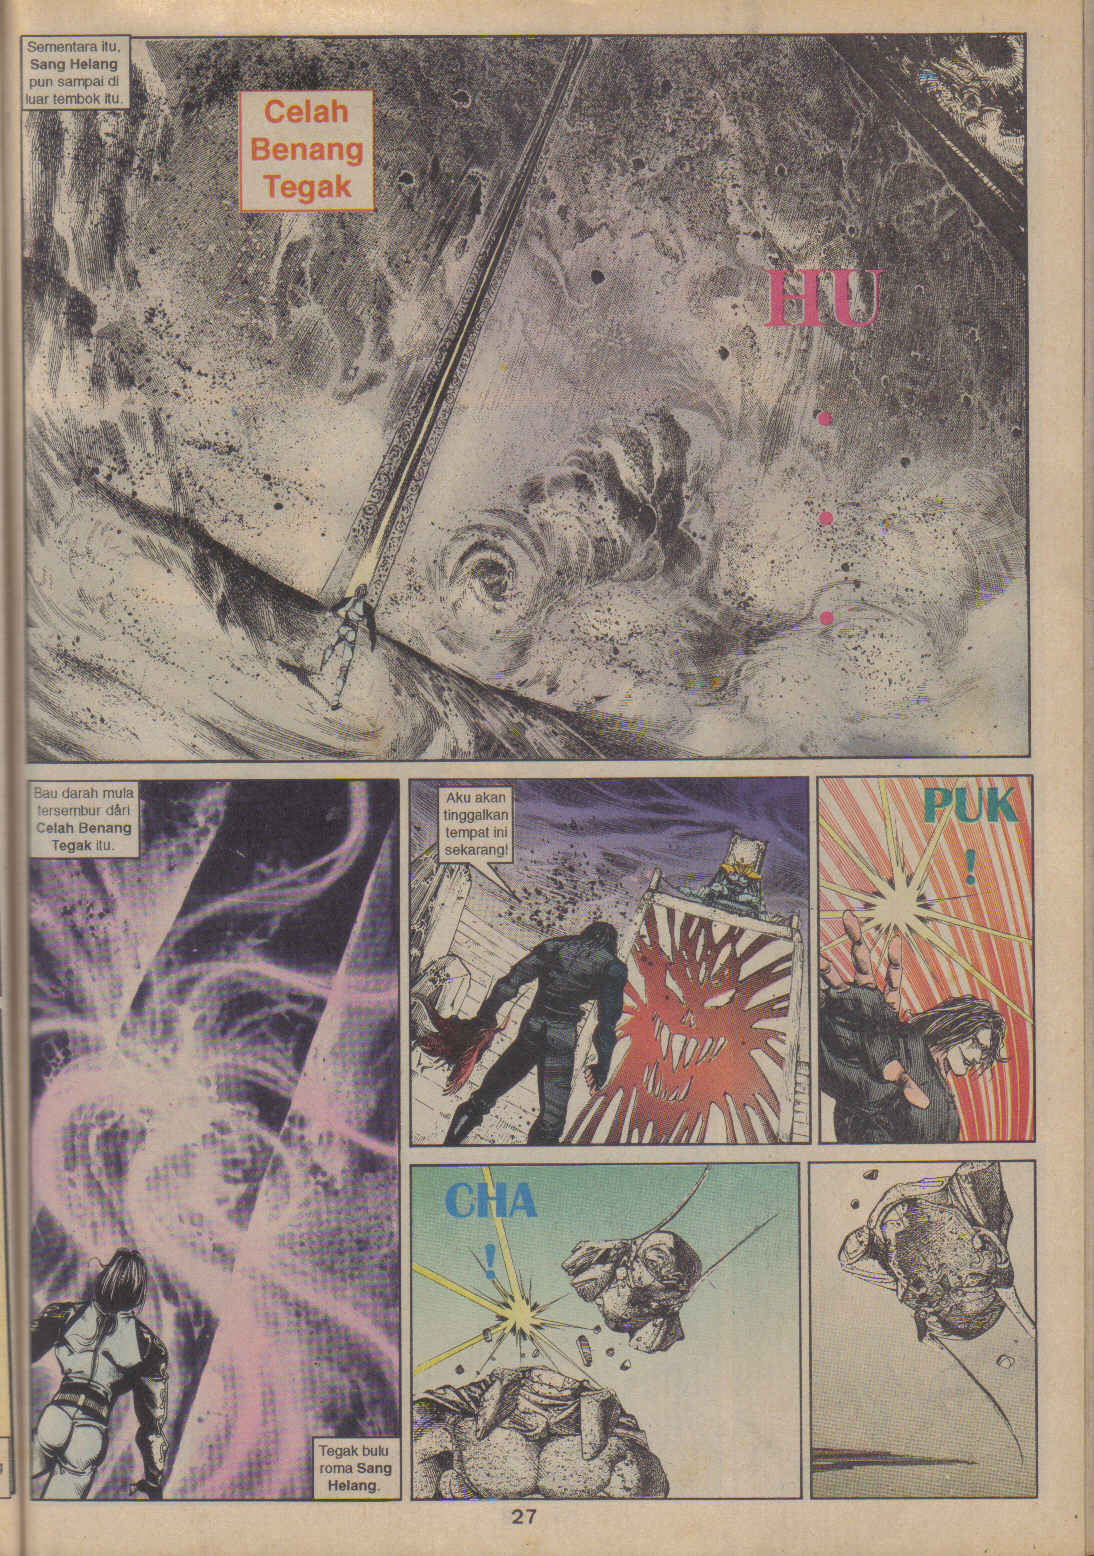 Sementara itu,
Sang Helang
pun sampai di
luar tembok itu.
Celah
Benang
Tegak
HU
Bau darah mula
tersembur dari
Celah Benang
Tegak itu.
Tegak bulu
roma Sang
Helang.
Aku akan
tinggalkan
tempat ini
sekarang!
PUK
!
CHA
!
27